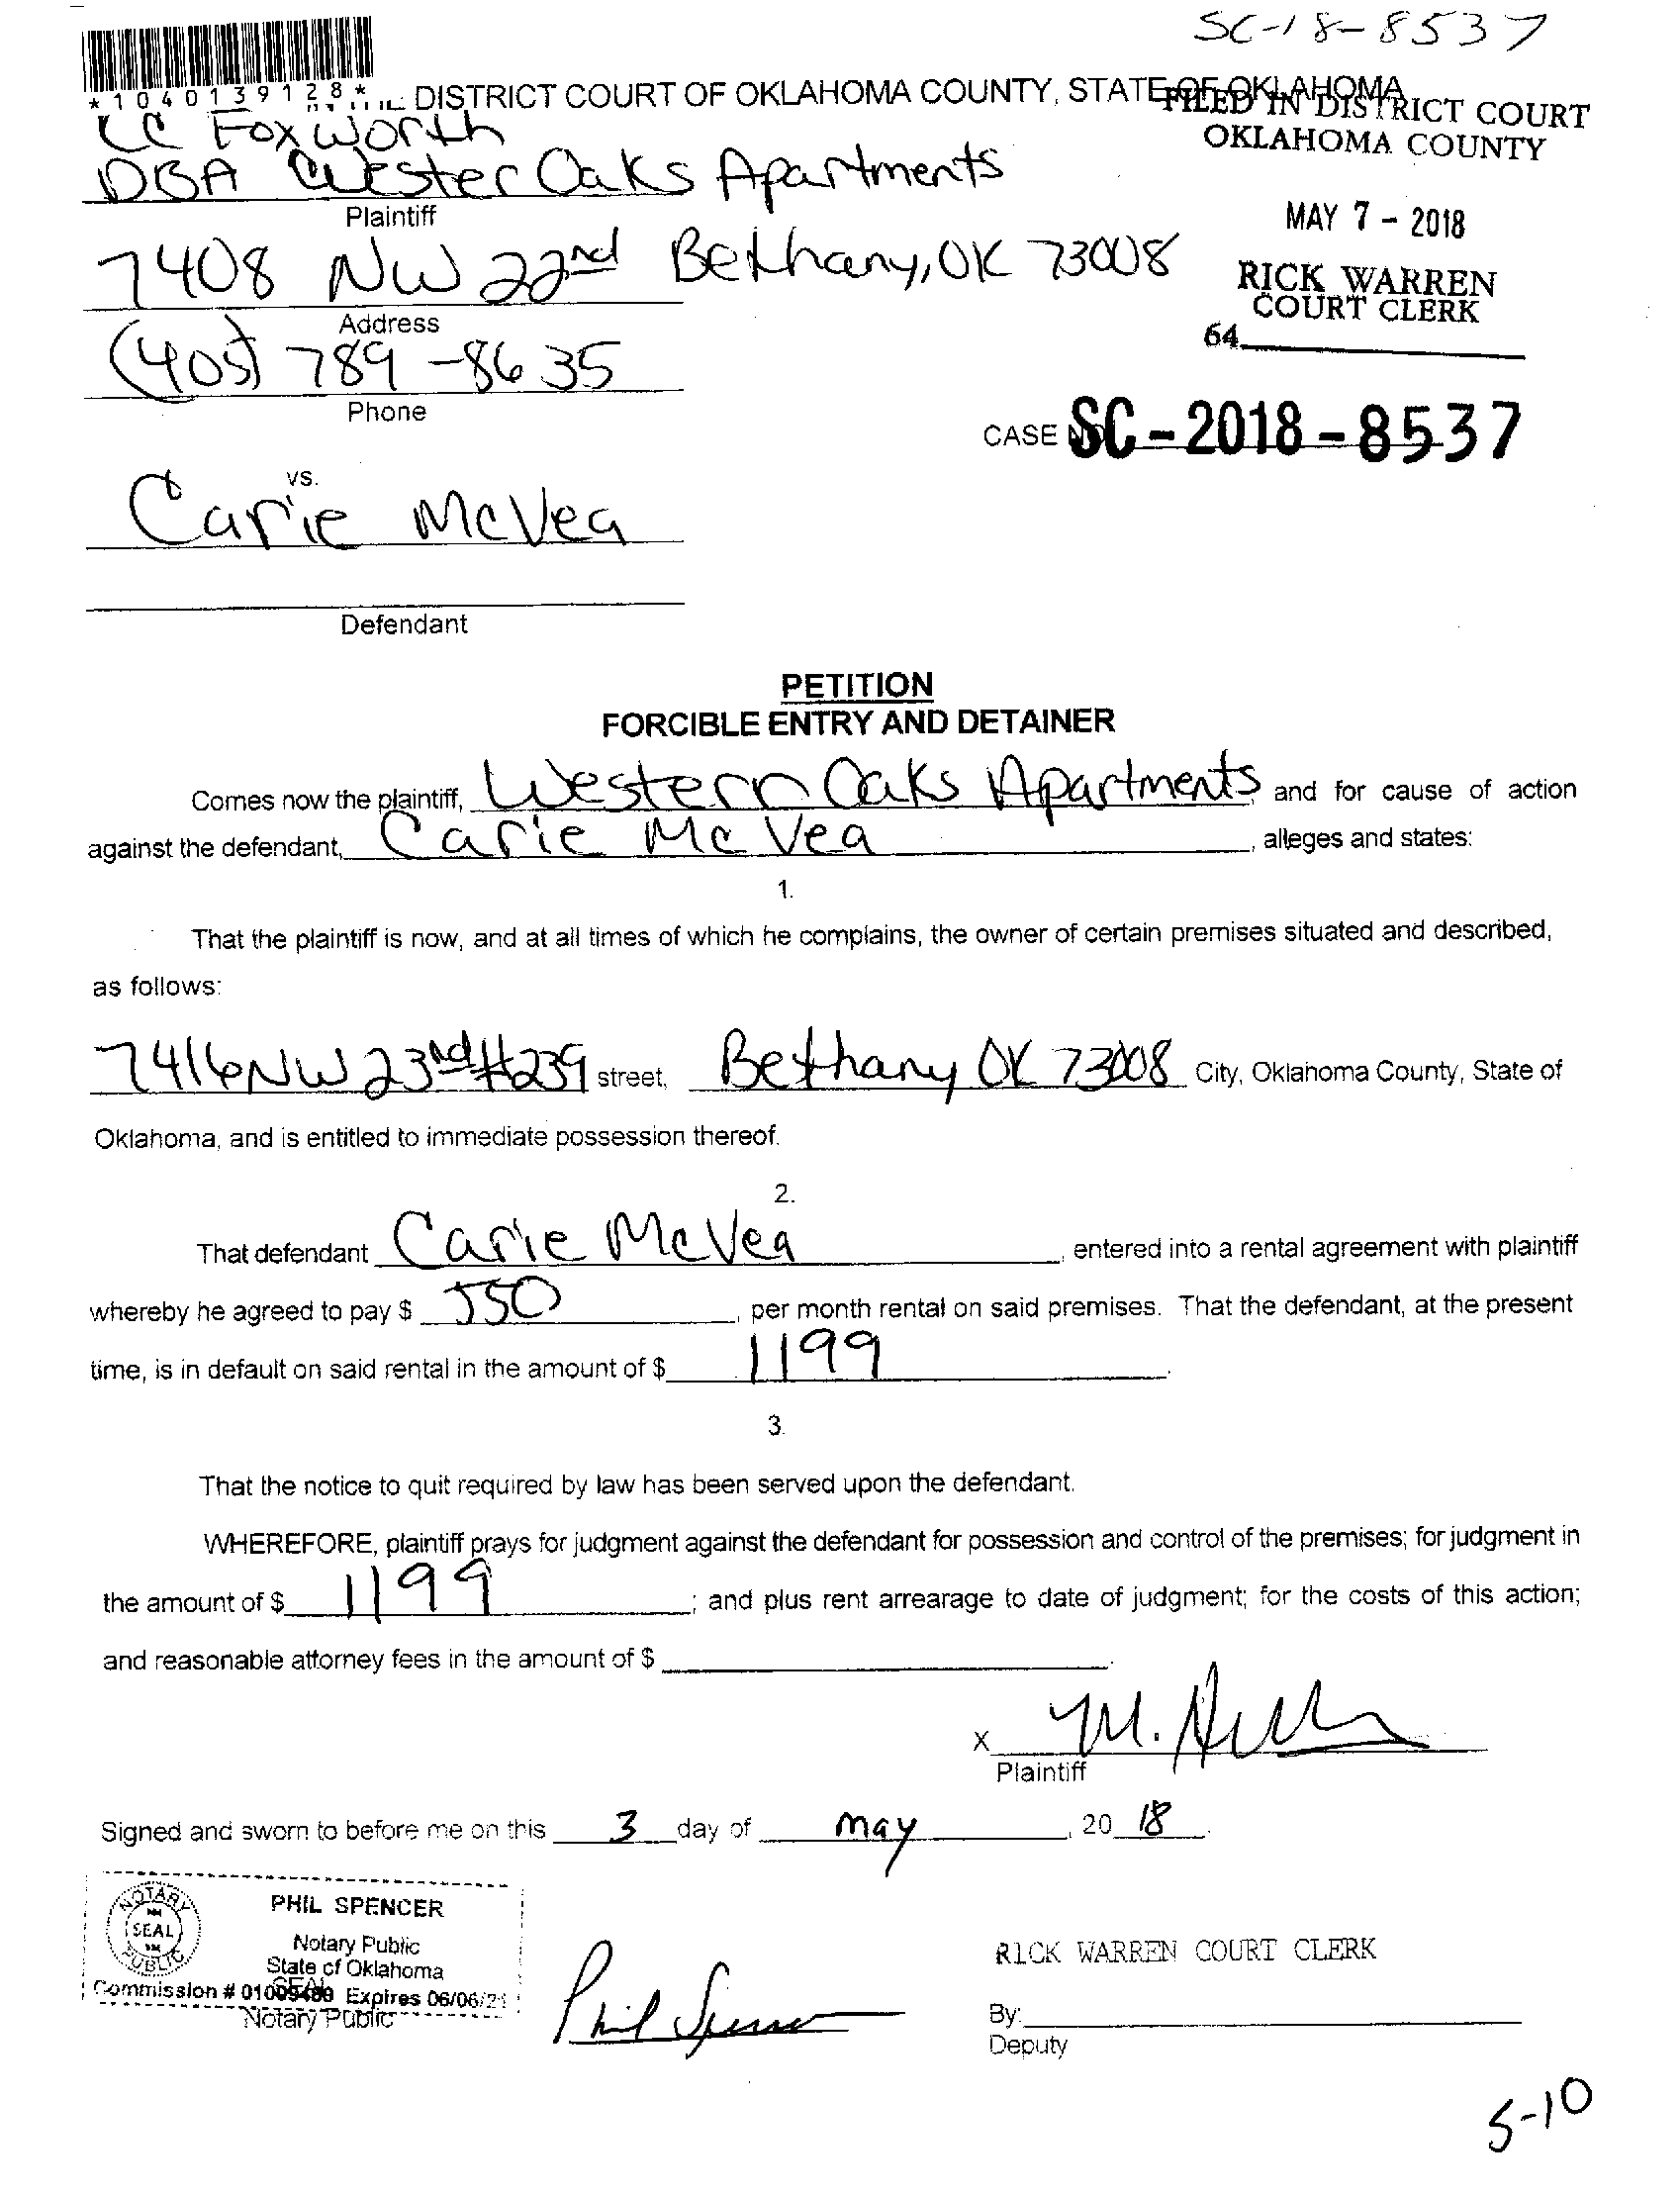 SC-18-8537
*1040139128*
DISTRICT COURT OF OKLAHOMA COUNTY, STATE OF OKLAHOMA
FILED IN DISTRICT COURT
OKLAHOMA COUNTY
LC Foxworth
DBA Wester Oaks Apartments
Plaintiff
MAY 7 - 2018
7408 NW 22nd Bethany, OK 73008
RICK WARREN
COURT CLERK
Address
64
(405) 789-8635
Phone
CASE SC-2018-8537
vs.
Carie McVea
Defendant
PETITION
FORCIBLE ENTRY AND DETAINER
Comes now the plaintiff, Western Oaks Apartments, and for cause of action
against the defendant, Carie McVea, alleges and states:
1.
That the plaintiff is now, and at all times of which he complains, the owner of certain premises situated and described,
as follows:
7416 NW 23rd #239 street, Bethany OK 73008 City, Oklahoma County, State of
Oklahoma, and is entitled to immediate possession thereof.
2.
That defendant Carie McVea, entered into a rental agreement with plaintiff
whereby he agreed to pay $ 550, per month rental on said premises. That the defendant, at the present
time, is in default on said rental in the amount of $ 1199.
3.
That the notice to quit required by law has been served upon the defendant.
WHEREFORE, plaintiff prays for judgment against the defendant for possession and control of the premises; for judgment in
the amount of $ 1199; and plus rent arrearage to date of judgment; for the costs of this action;
and reasonable attorney fees in the amount of $
X M.
Plaintiff
Signed and sworn to before me on this 3 day of may, 20 18.
NOTARY PUBLIC SEAL
PHIL SPENCER
Notary Public
State of Oklahoma
Commission # 01009480 Expires 06/06/21
SEAL
Notary Public
Phil Spencer
RICK WARREN COURT CLERK
By:
Deputy
5-10